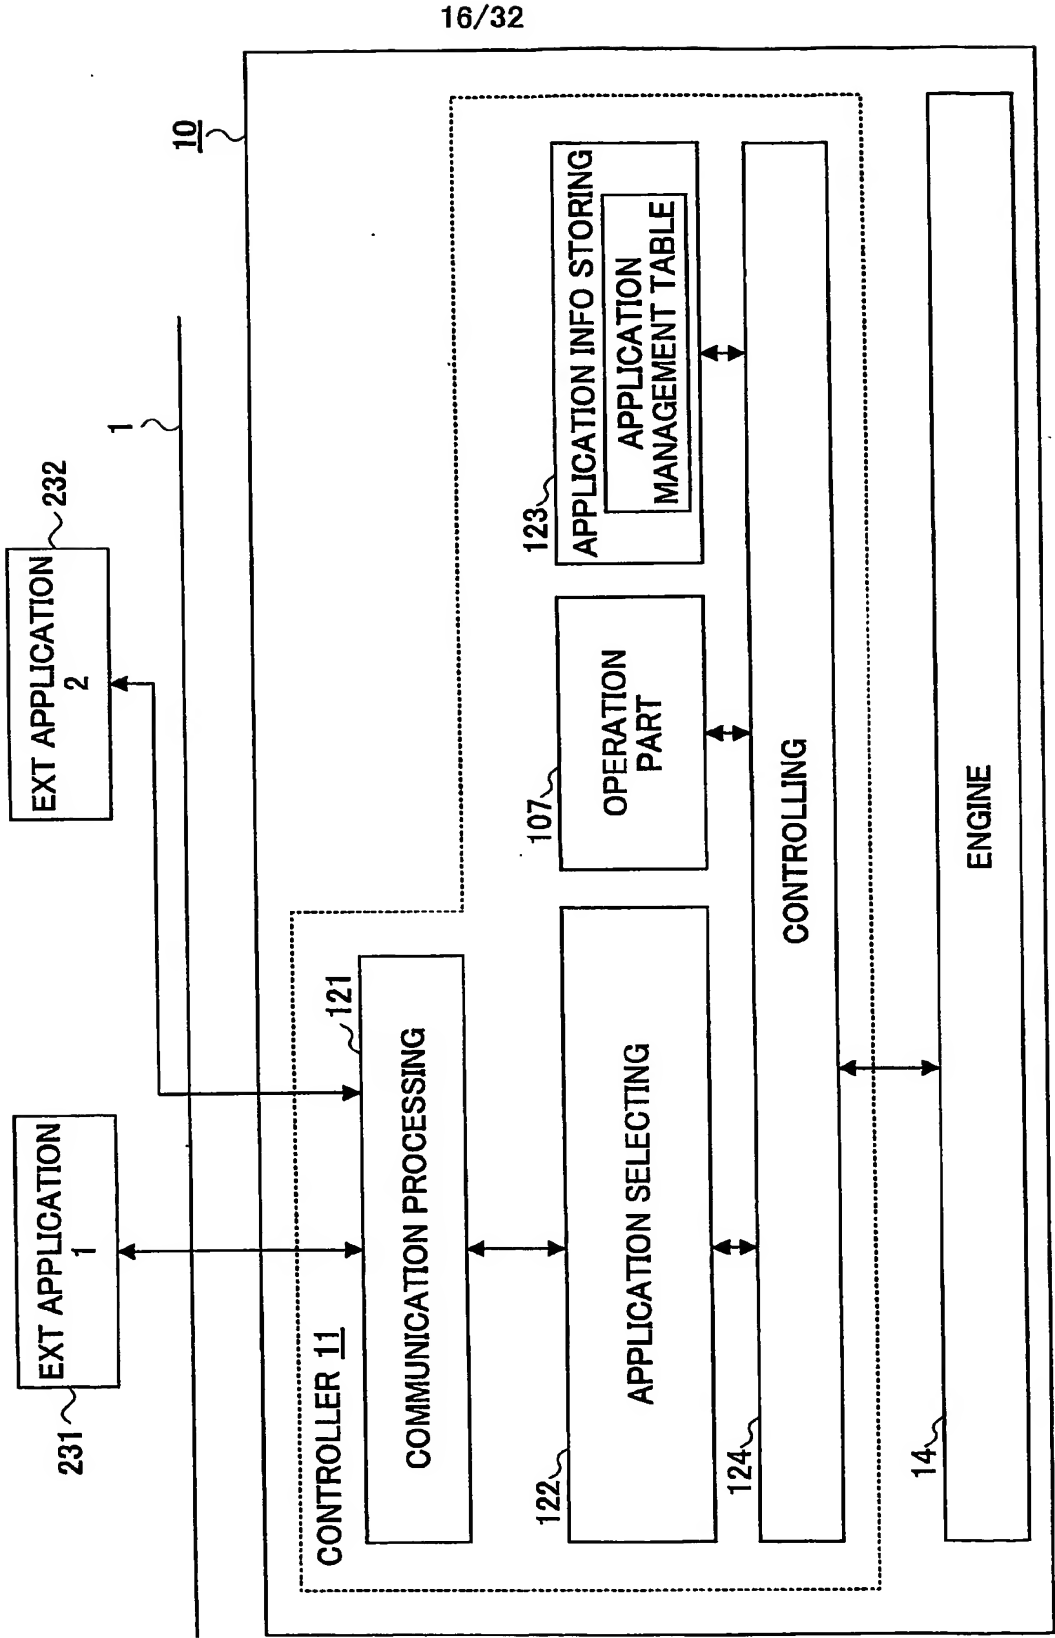 16/32
EXT APPLICATION
1
231
EXT APPLICATION
2
232
1
10
CONTROLLER 11
COMMUNICATION PROCESSING
121
122
APPLICATION SELECTING
107
OPERATION
PART
123
APPLICATION INFO STORING
APPLICATION
MANAGEMENT TABLE
124
CONTROLLING
14
ENGINE